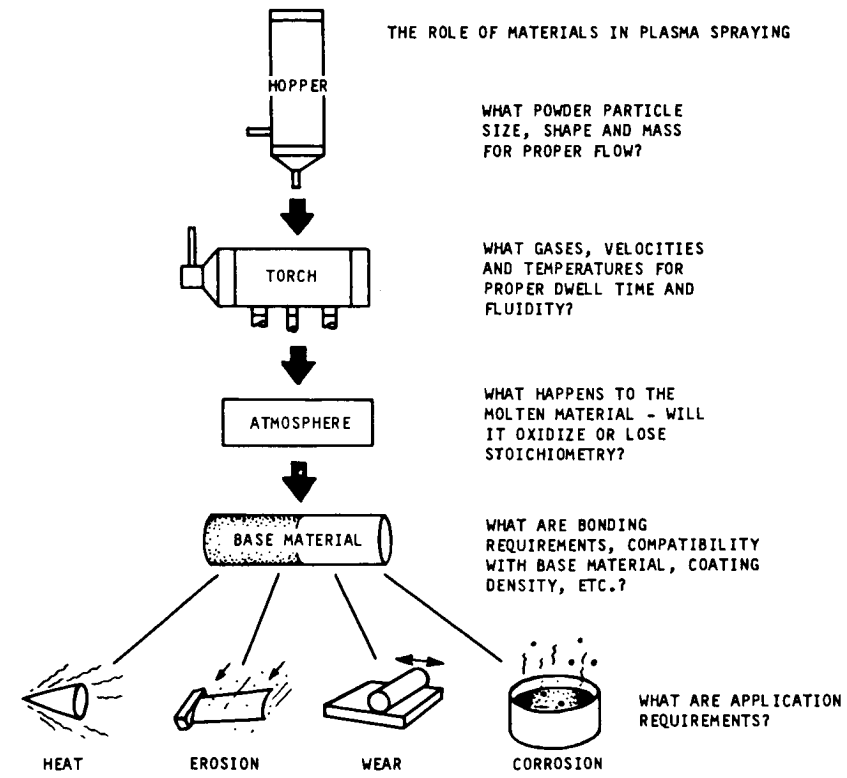 THE ROLE OF MATERIALS IN PLASMA SPRAYING
HOPPER
WHAT POWDER PARTICLE
SIZE, SHAPE AND MASS
FOR PROPER FLOW?
TORCH
WHAT GASES, VELOCITIES
AND TEMPERATURES FOR
PROPER DWELL TIME AND
FLUIDITY?
ATMOSPHERE
WHAT HAPPENS TO THE
MOLTEN MATERIAL - WILL
IT OXIDIZE OR LOSE
STOICHIOMETRY?
BASE MATERIAL
WHAT ARE BONDING
REQUIREMENTS, COMPATIBILITY
WITH BASE MATERIAL, COATING
DENSITY, ETC.?
WHAT ARE APPLICATION
REQUIREMENTS?
HEAT
EROSION
WEAR
CORROSION